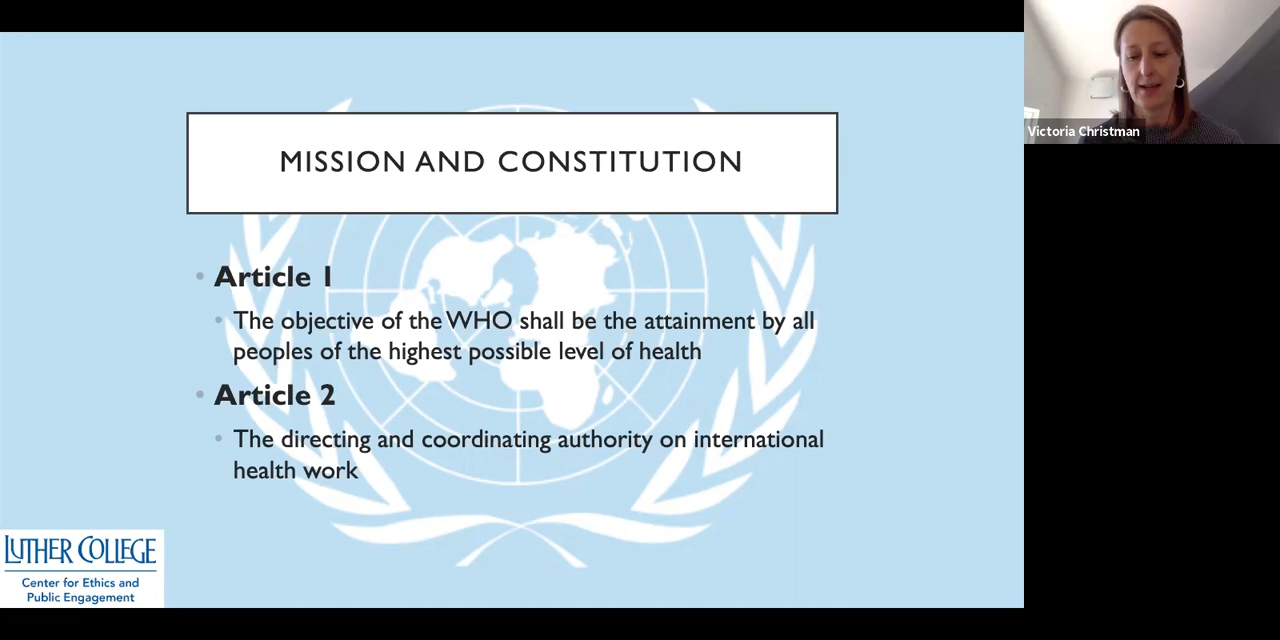 MISSION AND CONSTITUTION
• Article 1
• The objective of the WHO shall be the attainment by all
peoples of the highest possible level of health
• Article 2
• The directing and coordinating authority on international
health work
LUTHER COLLEGE
Center for Ethics and
Public Engagement
Victoria Christman